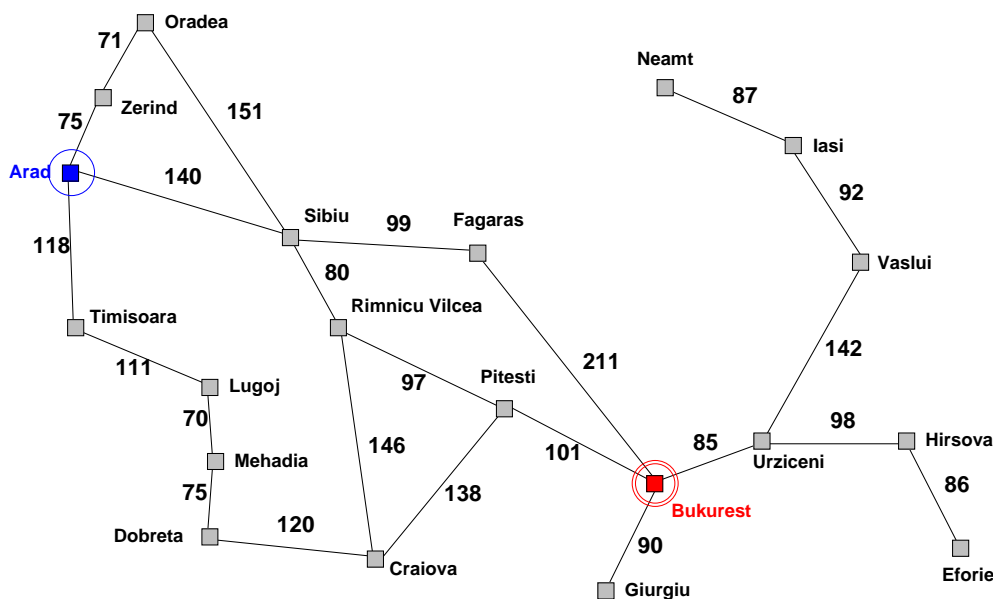 Oradea
71
Neamt
87
Zerind
151
75
Iasi
Arad
140
92
Sibiu
99
Fagaras
118
80
Vaslui
Rimnicu Vilcea
Timisoara
142
111
211
97
Pitesti
Lugoj
70
98
Hirsova
85
146
101
Urziceni
Mehadia
86
75
138
Bukurest
120
Dobreta
90
Craiova
Eforie
Giurgiu